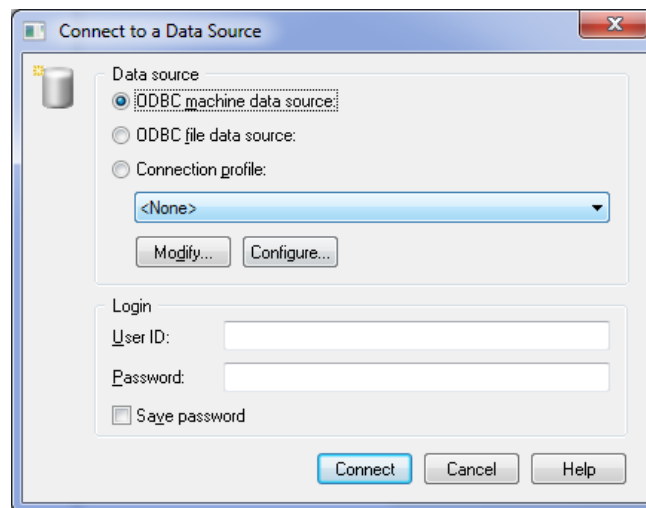 Connect to a Data Source
Data source
ODBC machine data source:
ODBC file data source:
Connection profile:
<None>
Modify... Configure...
Login
User ID:
Password:
Save password
Connect Cancel Help